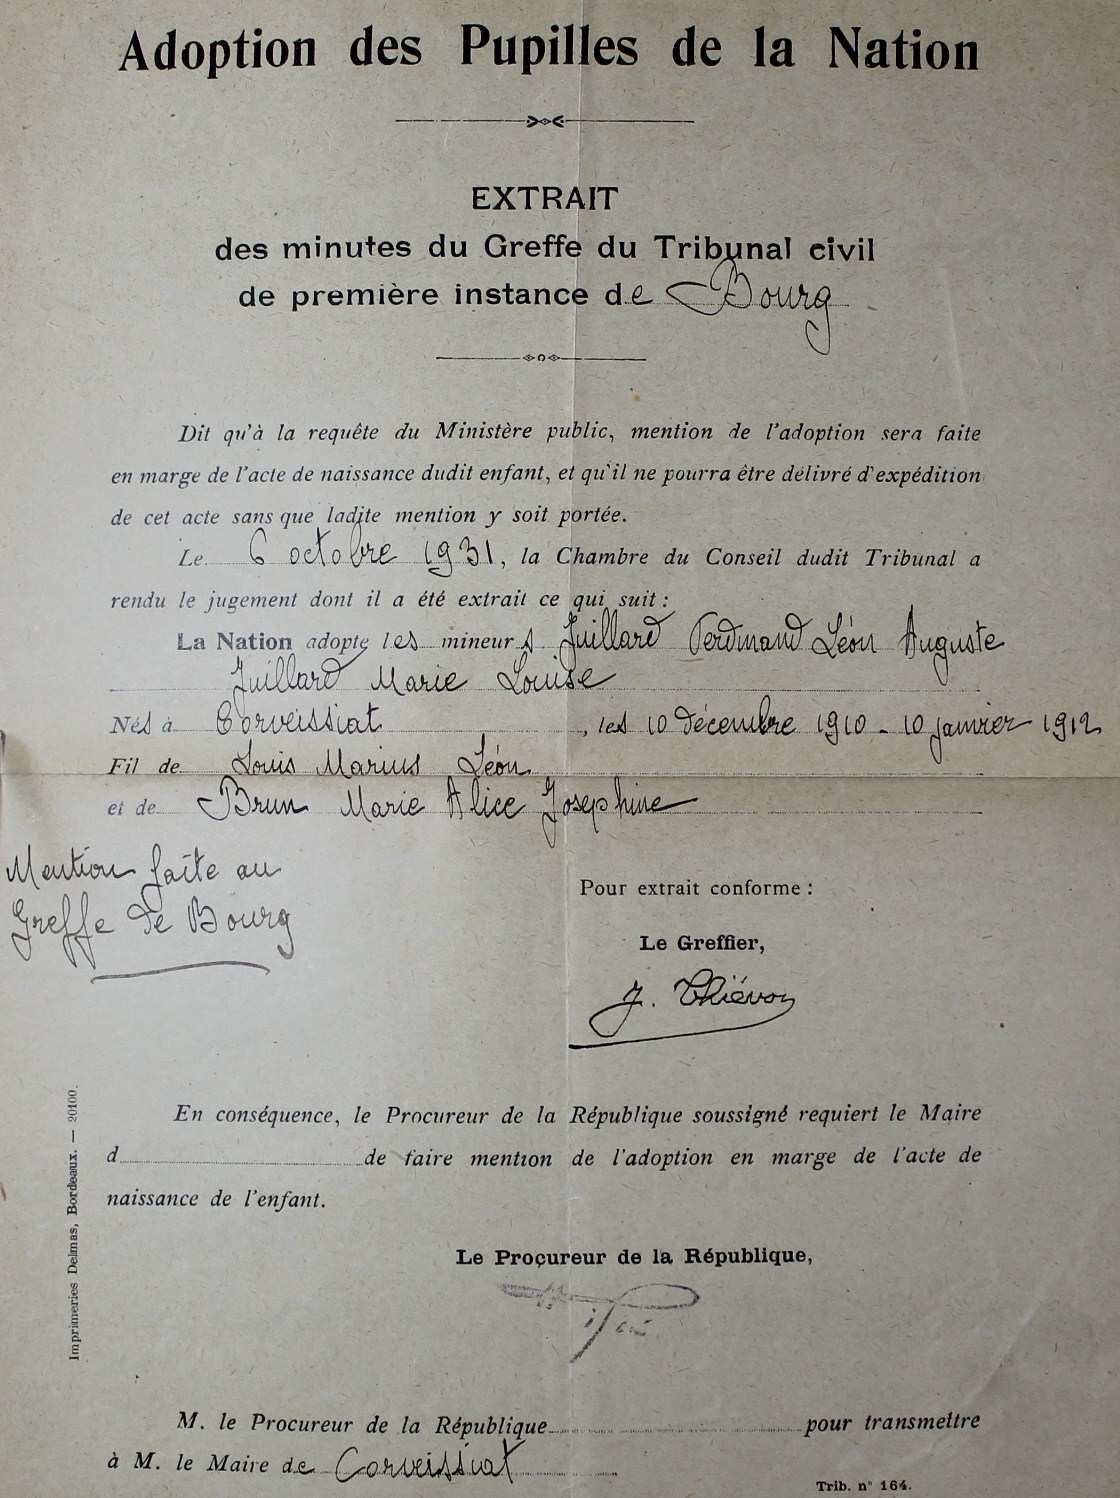 Adoption des Pupilles de la Nation
EXTRAIT
des minutes du Greffe du Tribunal civil
de première instance de Bourg
Dit qu'à la requête du Ministère public, mention de l'adoption sera faite
en marge de l'acte de naissance dudit enfant, et qu'il ne pourra être délivré d'expédition
de cet acte sans que ladite mention y soit portée.
Le 6 octobre 1931, la Chambre du Conseil dudit Tribunal a
rendu le jugement dont il a été extrait ce qui suit :
La Nation adopte les mineurs Juillard Ferdinand Léon Auguste
Juillard Marie Louise
Nés à Corveissiat, les 10 décembre 1910 - 10 janvier 1912
Fil de Louis Marius Léon
et de Brun Marie Alice Josephine
Mention faite au
Greffe de Bourg
Pour extrait conforme :
Le Greffier,
J. Thiévon
En conséquence, le Procureur de la République soussigné requiert le Maire
d de faire mention de l'adoption en marge de l'acte de
naissance de l'enfant.
Le Procureur de la République,
M. le Procureur de la République pour transmettre
à M. le Maire de Corveissiat
Trib. n° 164.
Imprimeries Delmas, Bordeaux. — 20100.